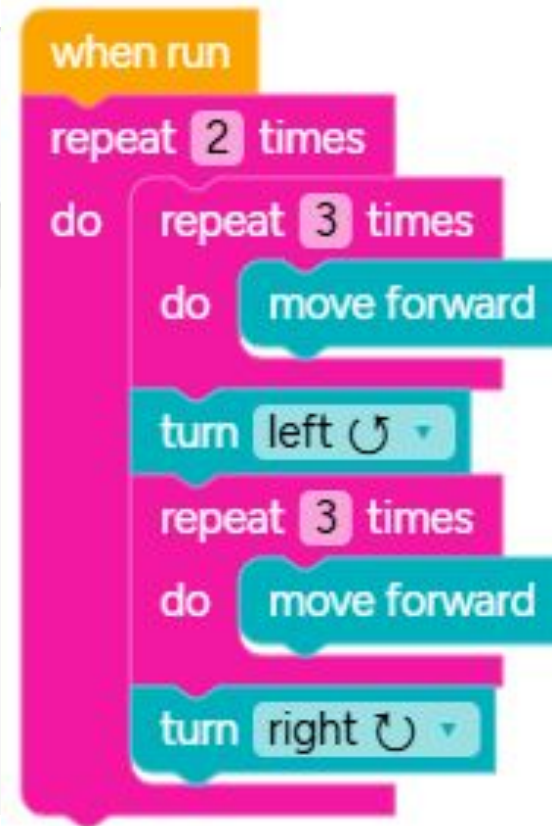 when run
repeat 2 times
do repeat 3 times
do move forward
turn left ↺ ▾
repeat 3 times
do move forward
turn right ↻ ▾